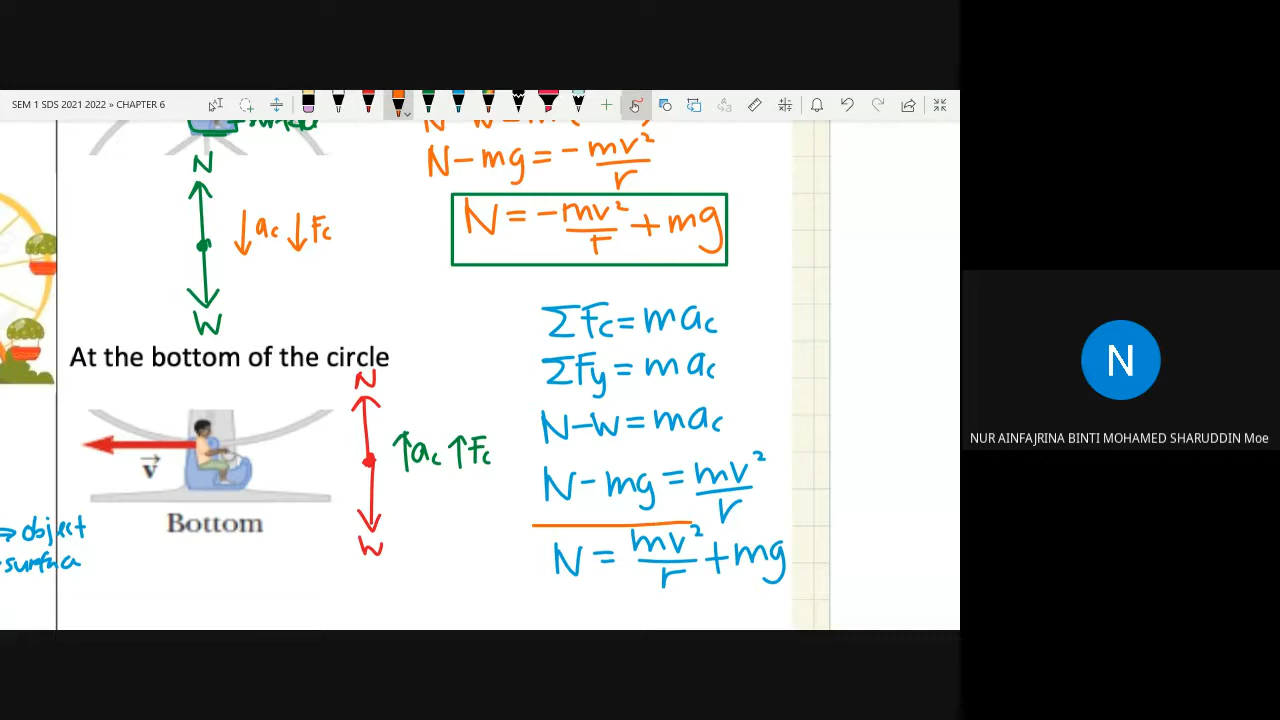 SEM 1 SDS 2021 2022 » CHAPTER 6
N
↓ac ↓Fc
W
N-mg = -mv²/r
N = -mv²/r + mg
At the bottom of the circle
N
↑ac ↑Fc
W
v
Bottom
⇒ object
surfa
ΣFc = mac
ΣFy = mac
N-W = mac
N-mg = mv²/r
N = mv²/r + mg
N
NUR AINFAJRINA BINTI MOHAMED SHARUDDIN Moe